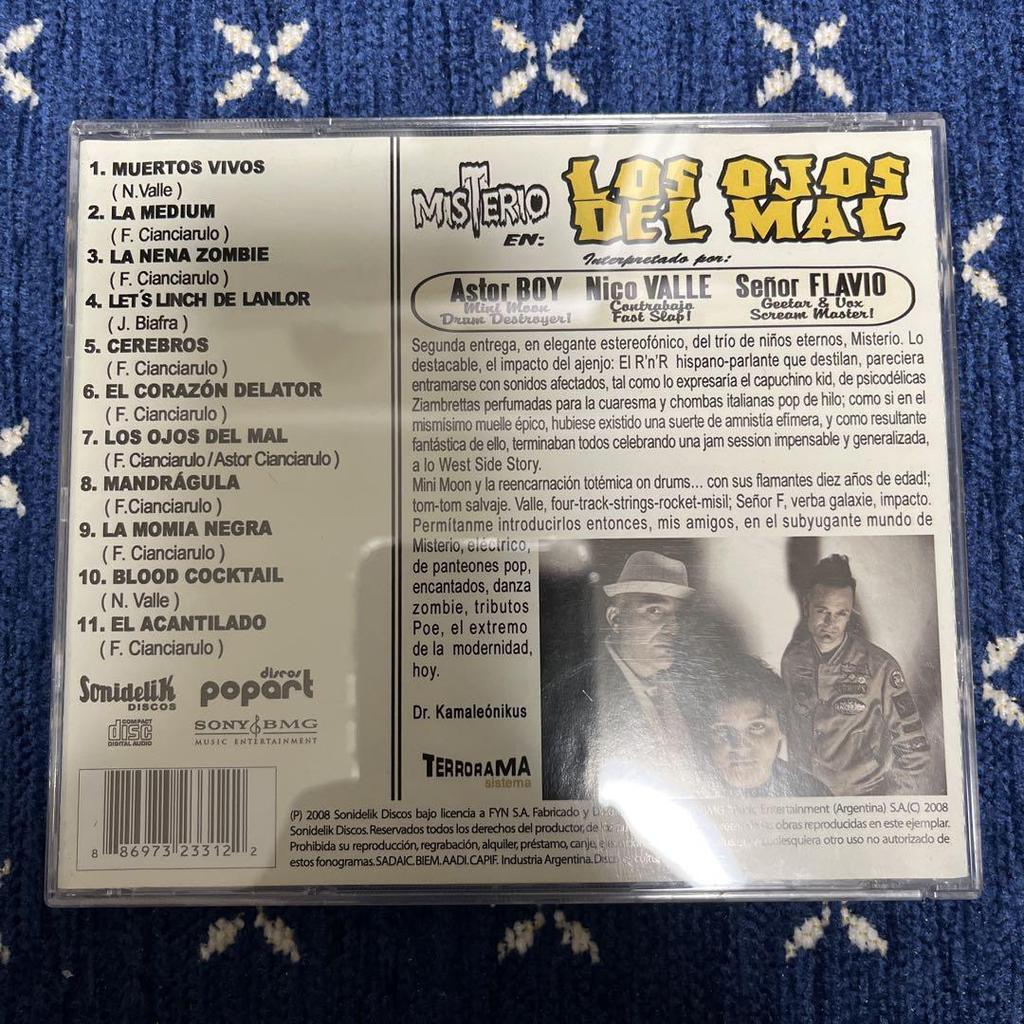 1. MUERTOS VIVOS
( N.Valle )
2. LA MEDIUM
( F. Cianciarulo )
3. LA NENA ZOMBIE
( F. Cianciarulo )
4. LET´S LINCH DE LANLOR
( J. Biafra )
5. CEREBROS
( F. Cianciarulo )
6. EL CORAZÓN DELATOR
( F. Cianciarulo )
7. LOS OJOS DEL MAL
( F. Cianciarulo / Astor Cianciarulo )
8. MANDRÁGULA
( F.Cianciarulo )
9. LA MOMIA NEGRA
( F. Cianciarulo )
10. BLOOD COCKTAIL
( N. Valle )
11. EL ACANTILADO
( F. Cianciarulo )
Sonidelik
DISCOS
discos
popart
COMPACT
disc
DIGITAL AUDIO
SONY BMG
MUSIC ENTERTAINMENT
8 86973 23312 2
MISTERIO
EN:
LOS OJOS
DEL MAL
Interpretado por:
Astor BOY Nico VALLE Señor FLAVIO
Mini Moon Contrabajo Geetar & Vox
Drum Destroyer! Fast Slap! Scream Master!
Segunda entrega, en elegante estereofónico, del trío de niños eternos, Misterio. Lo
destacable, el impacto del ajenjo: El R'n'R hispano-parlante que destilan, pareciera
entramarse con sonidos afectados, tal como lo expresaría el capuchino kid, de psicodélicas
Ziambrettas perfumadas para la cuaresma y chombas italianas pop de hilo; como si en el
mismísimo muelle épico, hubiese existido una suerte de amnistía efímera, y como resultante
fantástica de ello, terminaban todos celebrando una jam session impensable y generalizada,
a lo West Side Story.
Mini Moon y la reencarnación totémica on drums... con sus flamantes diez años de edad!;
tom-tom salvaje. Valle, four-track-strings-rocket-misil; Señor F, verba galaxie, impacto.
Permítanme introducirlos entonces, mis amigos, en el subyugante mundo de
Misterio, eléctrico,
de panteones pop,
encantados, danza
zombie, tributos
Poe, el extremo
de la modernidad,
hoy.
Dr. Kamaleónikus
TERRORAMA
sistema
(P) 2008 Sonidelik Discos bajo licencia a FYN S.A. Fabricado y Entertainment (Argentina) S.A.(C) 2008
Sonidelik Discos. Reservados todos los derechos del productor, de obras reproducidas en este ejemplar.
Prohibida su reproducción, regrabación, alquiler, préstamo, canje, otro uso no autorizado de
estos fonogramas. SADAIC. BIEM. AADI. CAPIF. Industria Argentina.